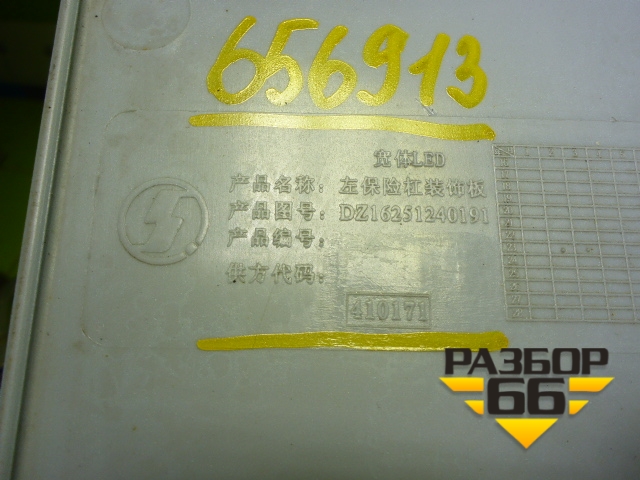 656913
宽体LED
产品名称：左保险杠装饰板
产品图号：DZ16251240191
产品编号：
供方代码：
410171
РАЗБОР
66